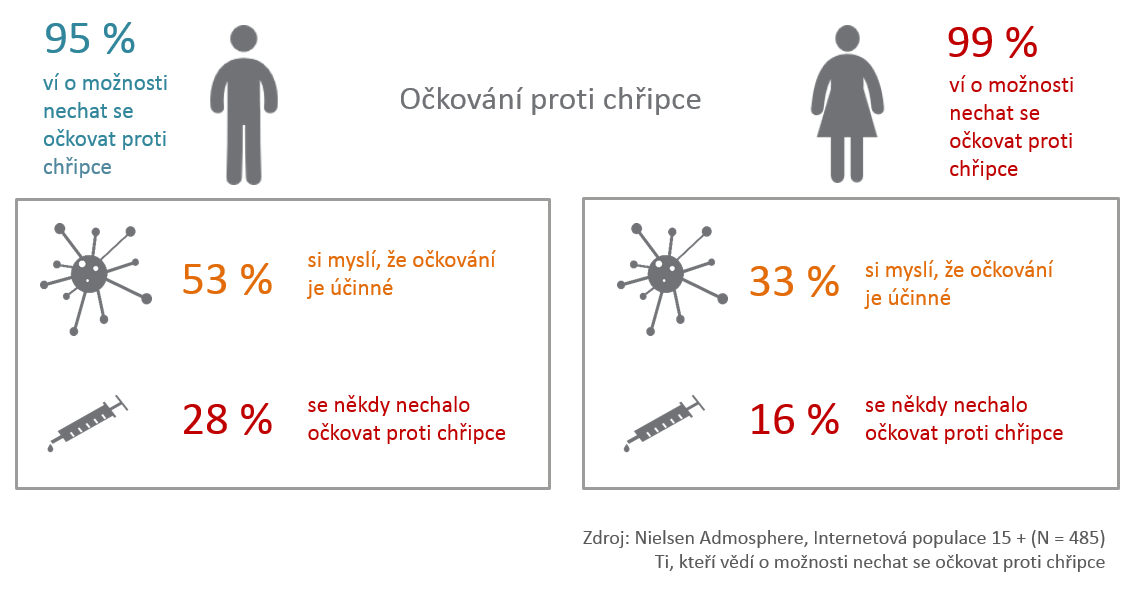 95 %
ví o možnosti
nechat se
očkovat proti
chřipce
Očkování proti chřipce
99 %
ví o možnosti
nechat se
očkovat proti
chřipce
53 %
si myslí, že očkování
je účinné
28 %
se někdy nechalo
očkovat proti chřipce
33 %
si myslí, že očkování
je účinné
16 %
se někdy nechalo
očkovat proti chřipce
Zdroj: Nielsen Admosphere, Internetová populace 15 + (N = 485)
Ti, kteří vědí o možnosti nechat se očkovat proti chřipce